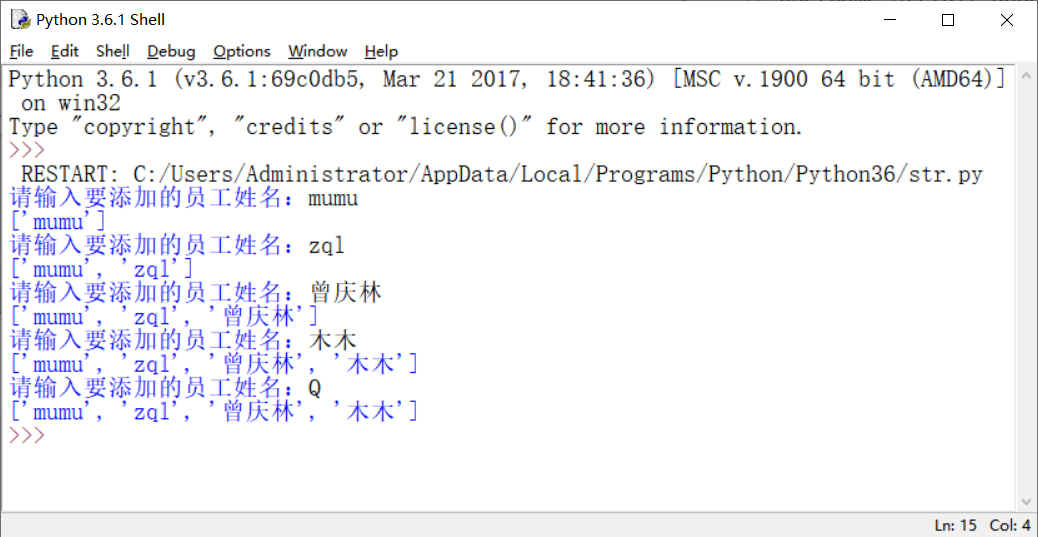 Python 3.6.1 Shell
File Edit Shell Debug Options Window Help
Python 3.6.1 (v3.6.1:69c0db5, Mar 21 2017, 18:41:36) [MSC v.1900 64 bit (AMD64)]
on win32
Type "copyright", "credits" or "license()" for more information.
>>>
RESTART: C:/Users/Administrator/AppData/Local/Programs/Python/Python36/str.py
请输入要添加的员工姓名：mumu
['mumu']
请输入要添加的员工姓名：zql
['mumu', 'zql']
请输入要添加的员工姓名：曾庆林
['mumu', 'zql', '曾庆林']
请输入要添加的员工姓名：木木
['mumu', 'zql', '曾庆林', '木木']
请输入要添加的员工姓名：Q
['mumu', 'zql', '曾庆林', '木木']
>>>
Ln: 15 Col: 4